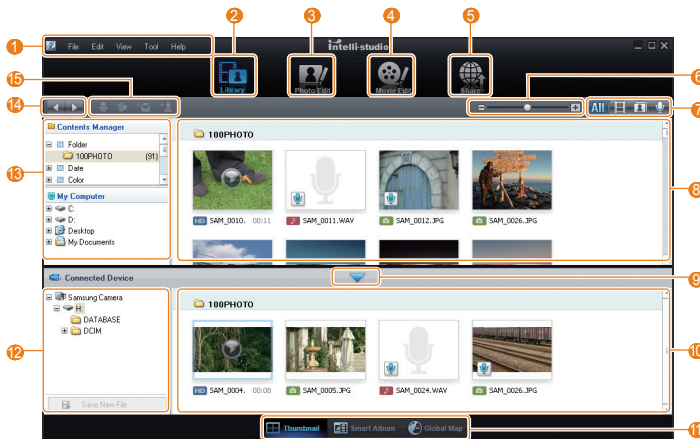 2 3 4 5
1 File Edit View Tool Help Intelli-studio
Library Photo Edit Movie Edit Share
15 6
14 All 7
Contents Manager 100PHOTO
Folder
100PHOTO (91)
13 Date 8
Color
My Computer
C: HD SAM_0010. 00:11 SAM_0011.WAV SAM_0012.JPG SAM_0026.JPG
D:
Desktop
My Documents
Connected Device 9
Samsung Camera 100PHOTO
H:
DATABASE
DCIM
12 10
HD SAM_0004. 00:08 SAM_0005.JPG SAM_0024.WAV SAM_0026.JPG
Save New File
Thumbnail Smart Album Global Map 11